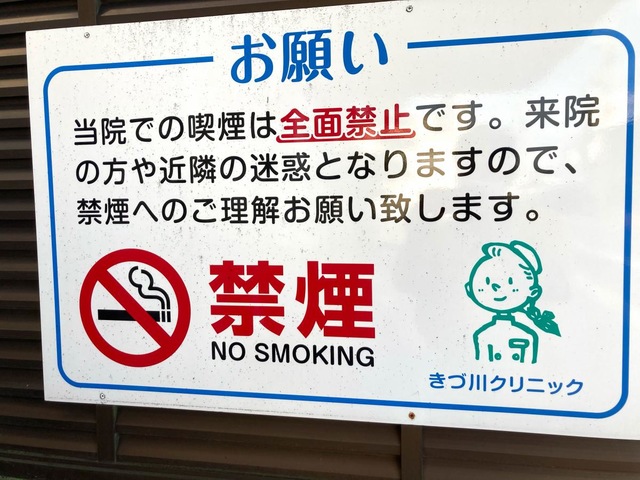 お願い
当院での喫煙は全面禁止です。来院
の方や近隣の迷惑となりますので、
禁煙へのご理解お願い致します。
禁煙
NO SMOKING
きづ川クリニック